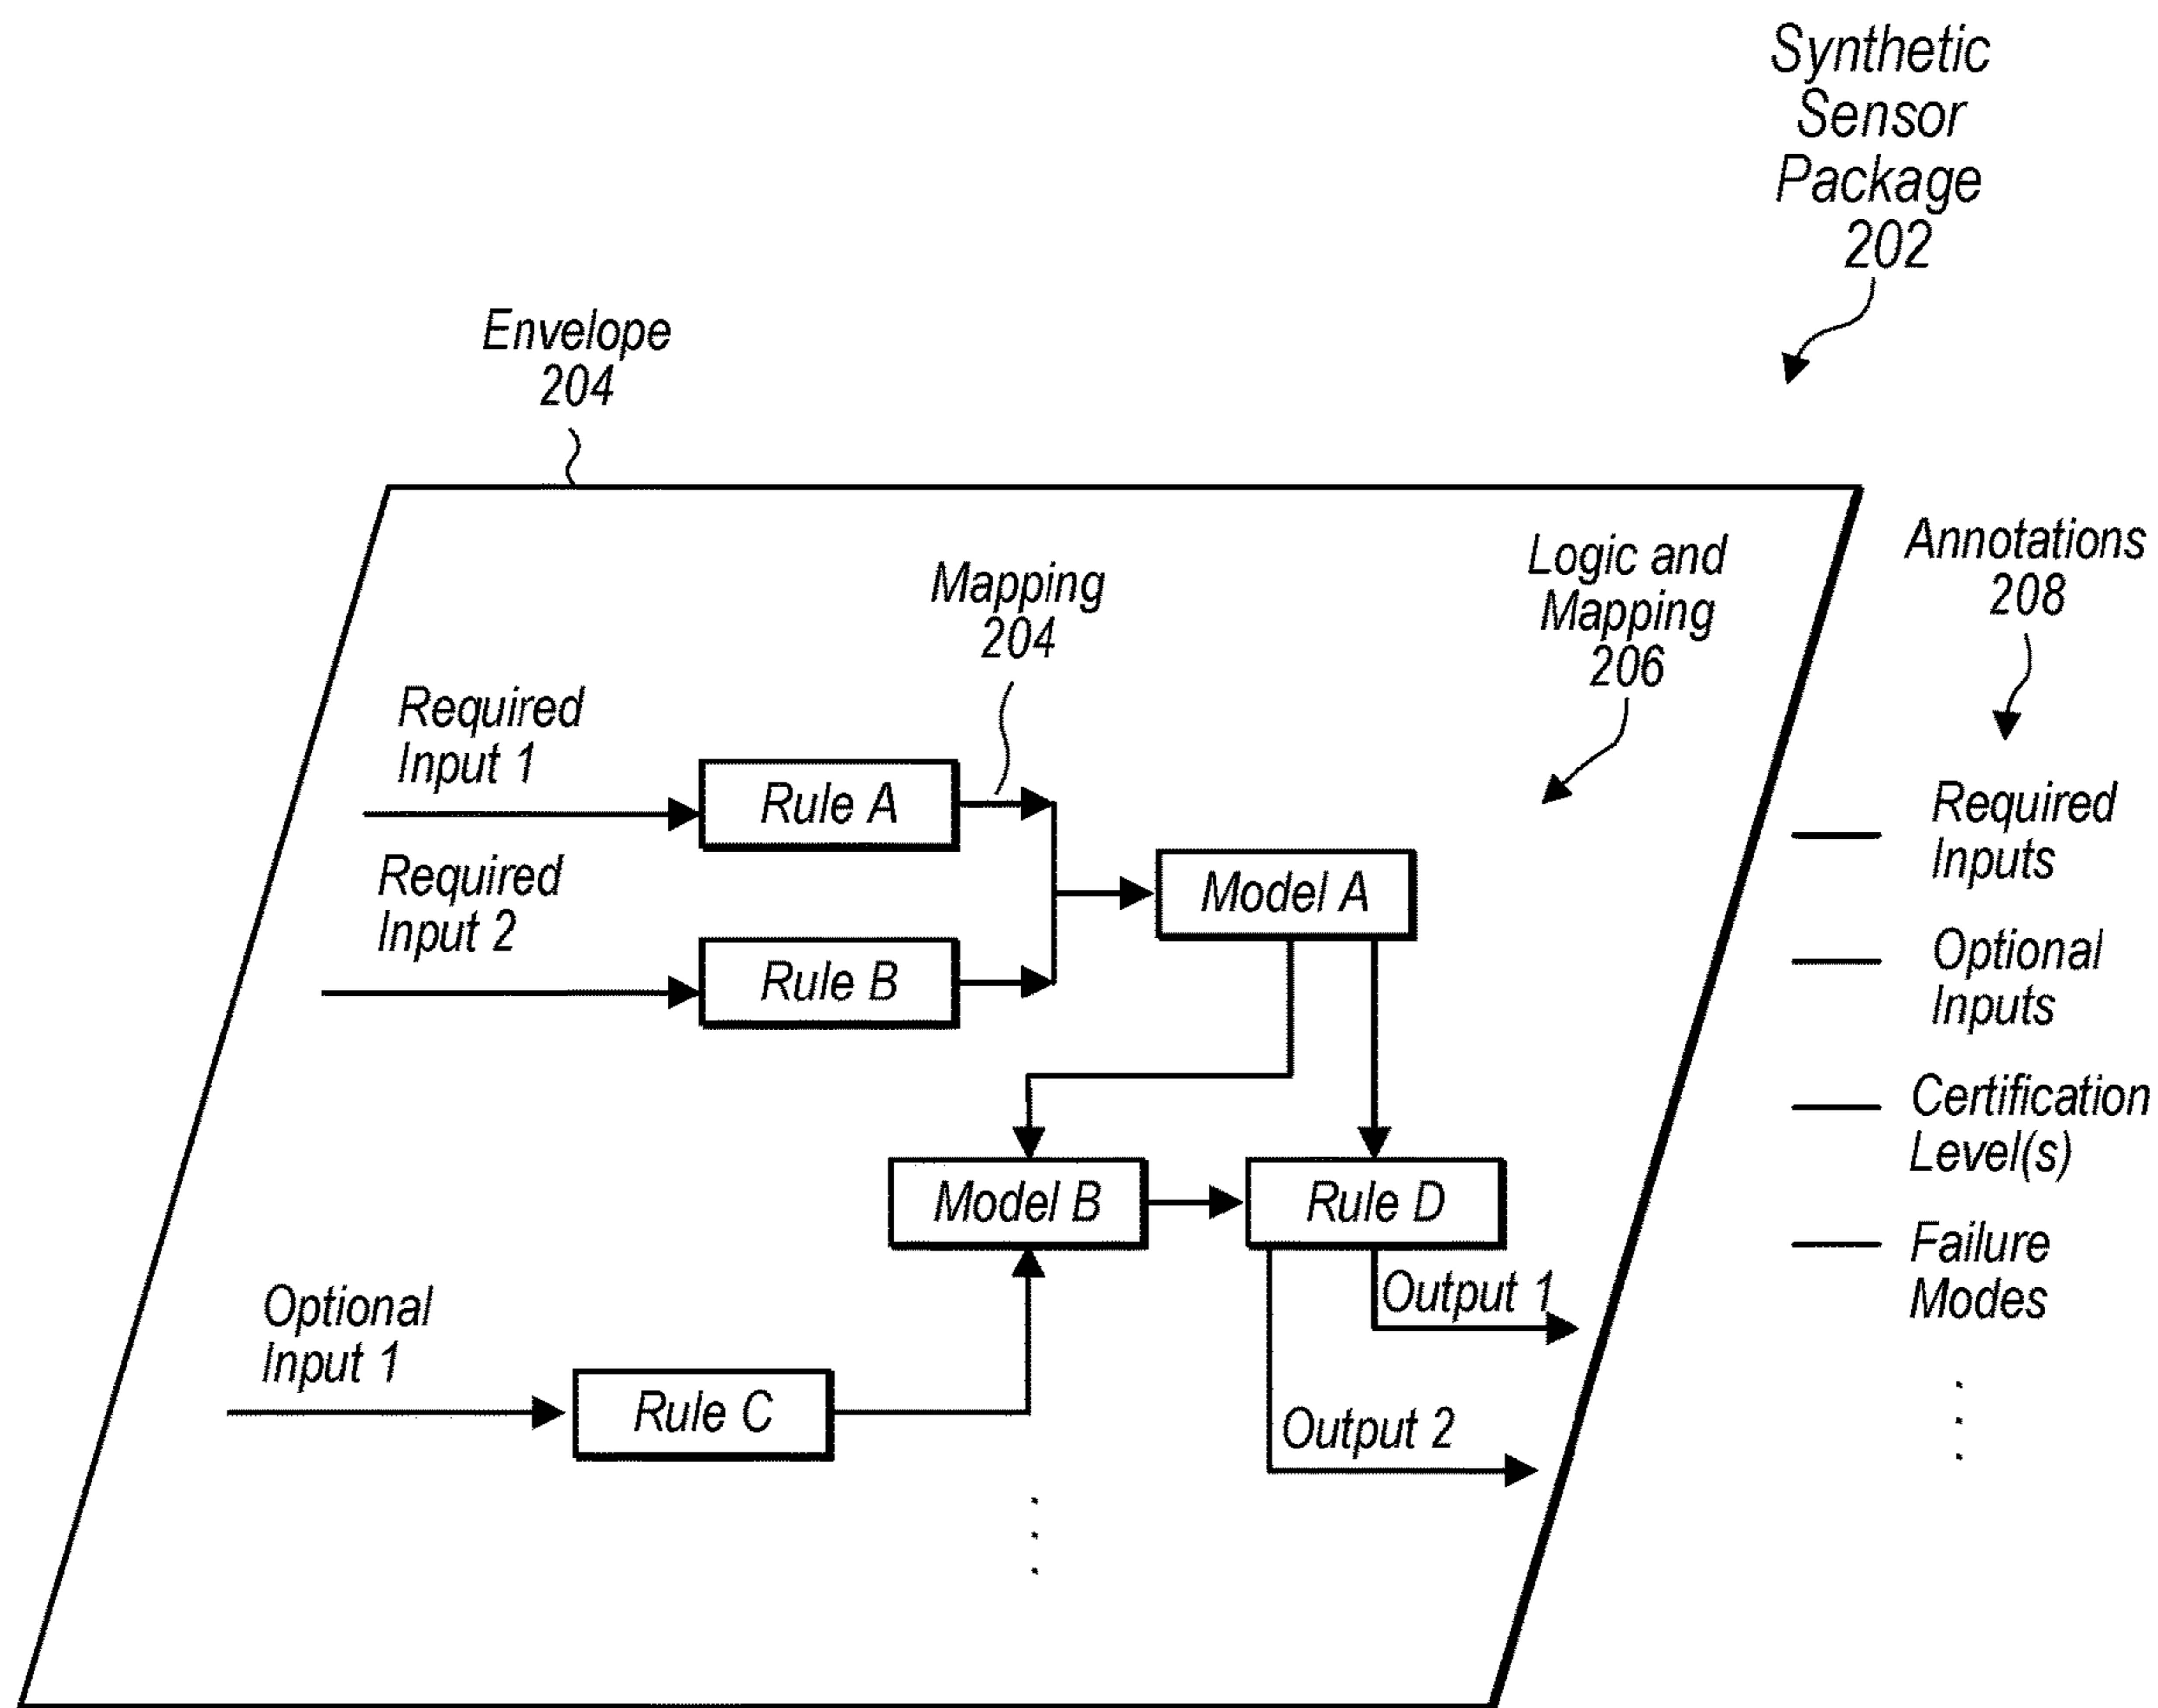 Synthetic
Sensor
Package
202
Envelope
204
Mapping
204
Logic and
Mapping
206
Annotations
208
Required
Input 1
Rule A
Required
Input 2
Rule B
Model A
Model B
Rule D
Output 1
Optional
Input 1
Rule C
Output 2
Required
Inputs
Optional
Inputs
Certification
Level(s)
Failure
Modes